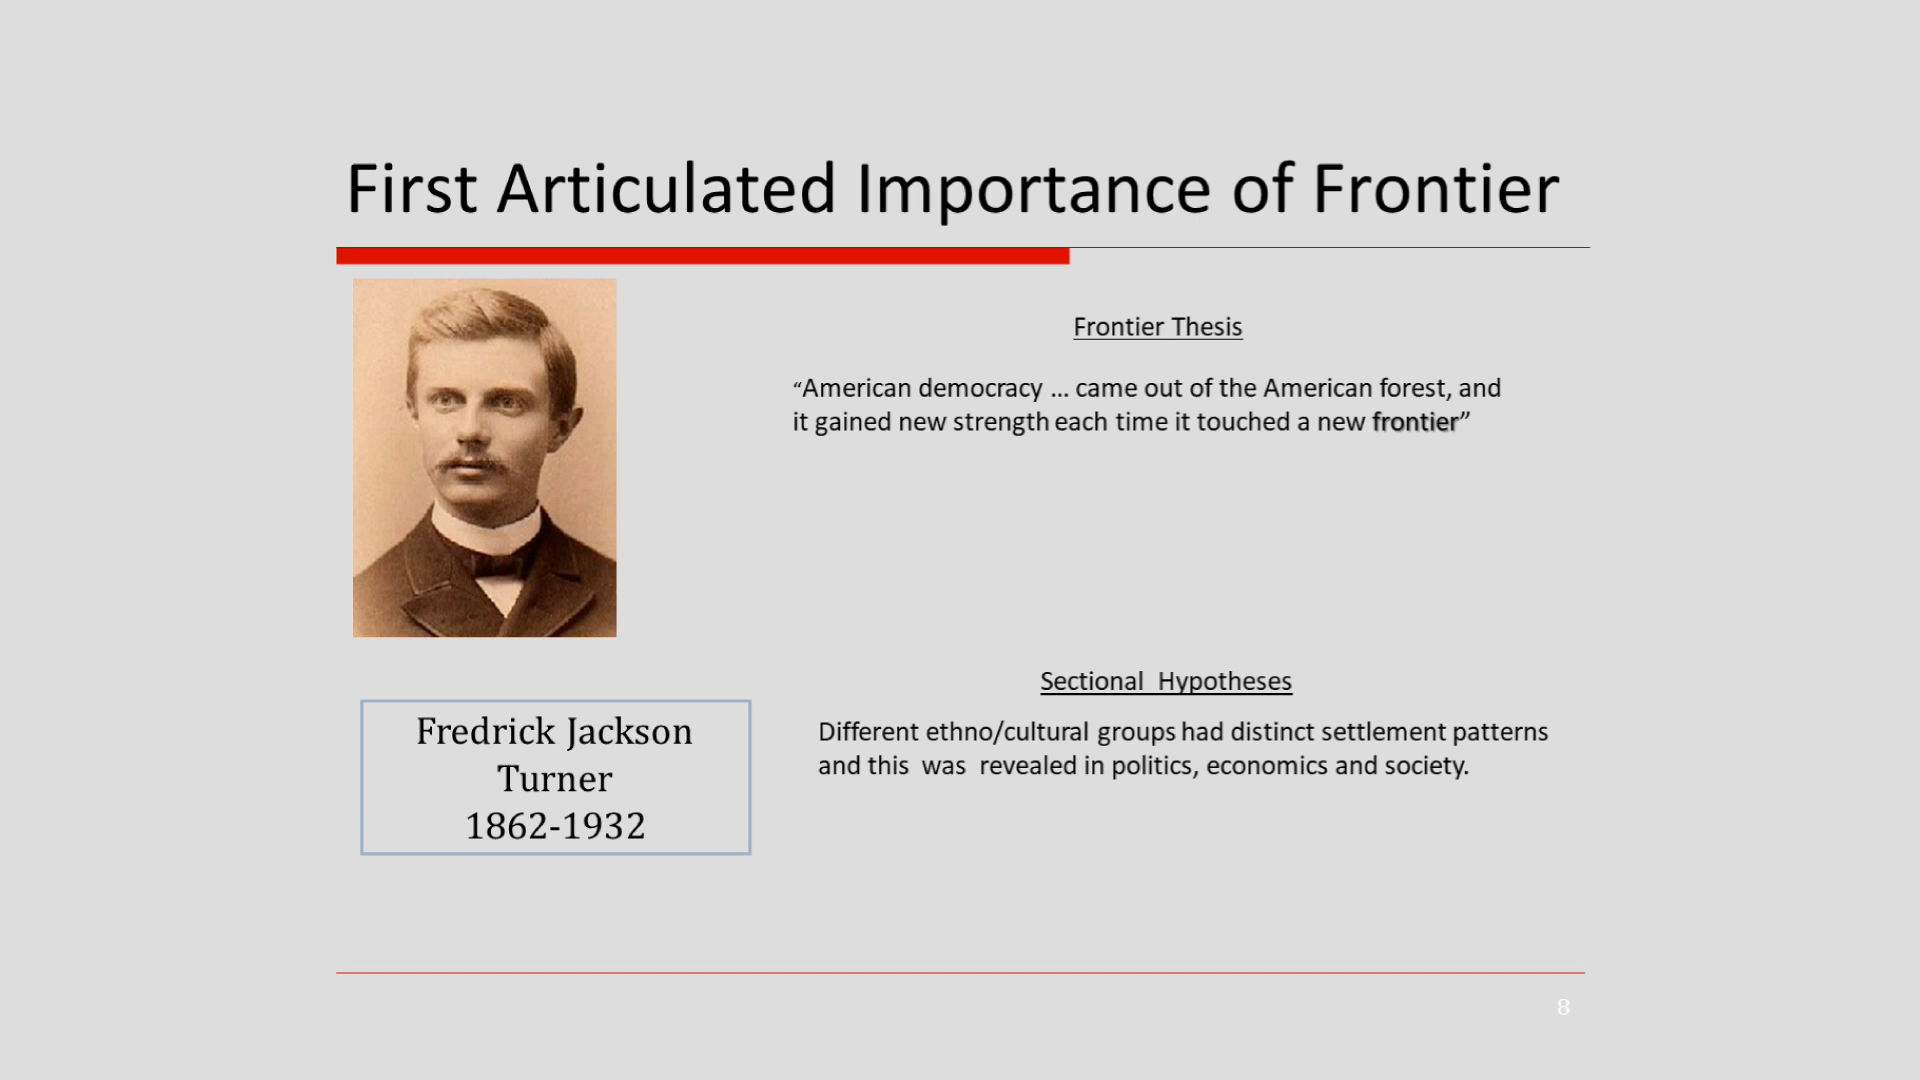 First Articulated Importance of Frontier
Frontier Thesis
“American democracy ... came out of the American forest, and
it gained new strength each time it touched a new frontier”
Sectional  Hypotheses
Different ethno/cultural groups had distinct settlement patterns
and this  was  revealed in politics, economics and society.
Fredrick Jackson
Turner
1862-1932
8